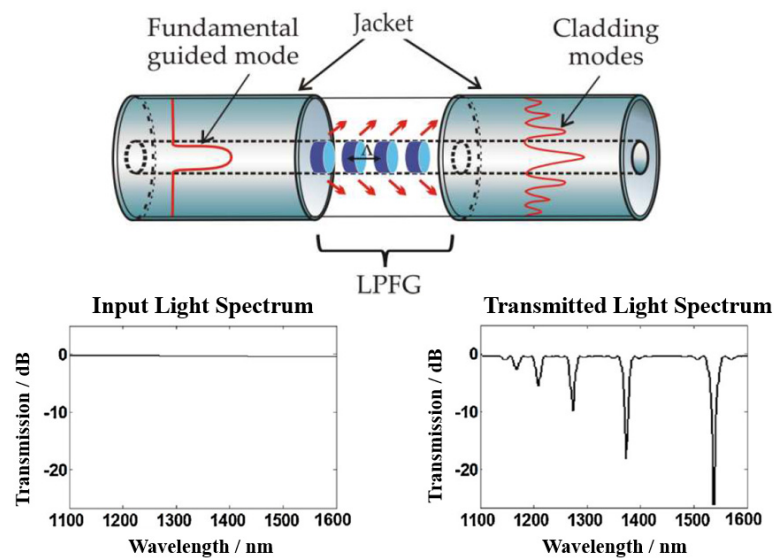 Fundamental
guided mode
Jacket
Cladding
modes
Λ
LPFG
Input Light Spectrum
Transmission / dB
0
-10
-20
1100 1200 1300 1400 1500 1600
Wavelength / nm
Transmitted Light Spectrum
Transmission / dB
0
-10
-20
1100 1200 1300 1400 1500 1600
Wavelength / nm